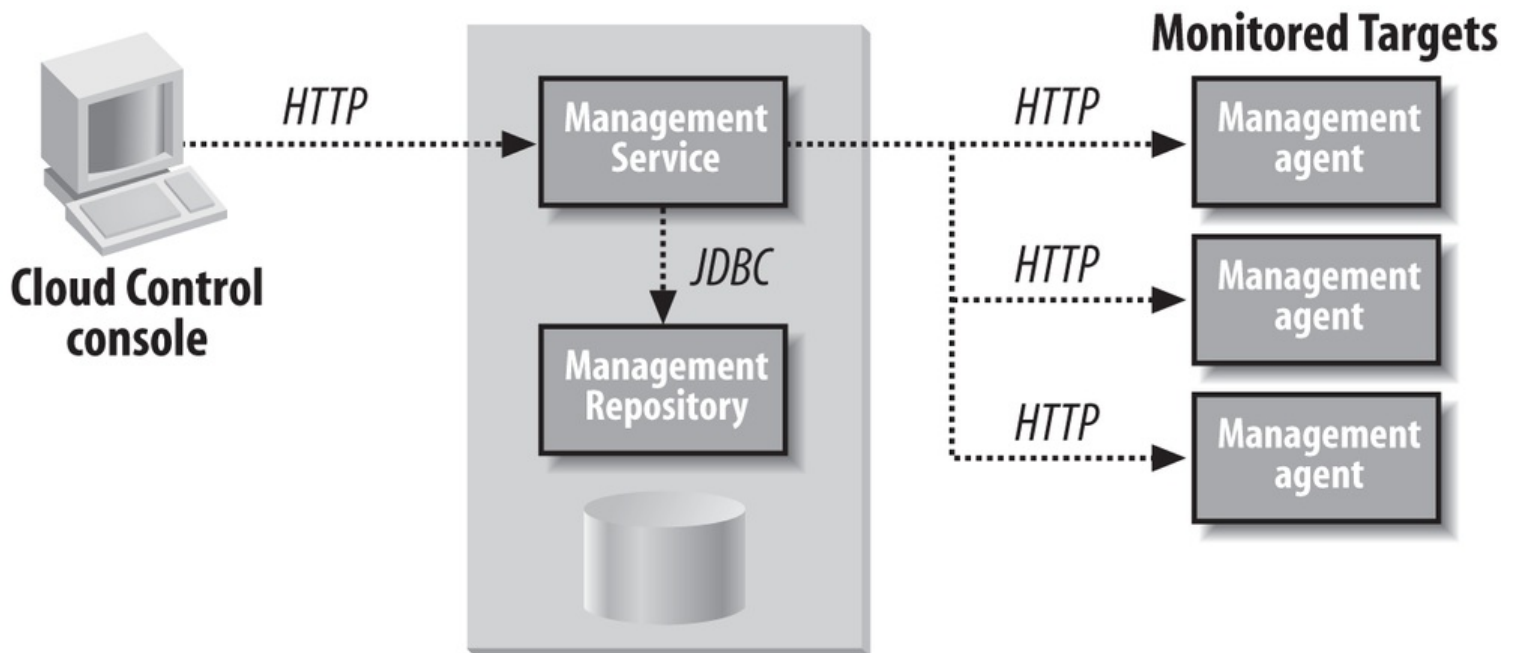 Monitored Targets
HTTP
Management
Service
HTTP
Management
agent
Cloud Control
console
JDBC
Management
Repository
HTTP
Management
agent
HTTP
Management
agent